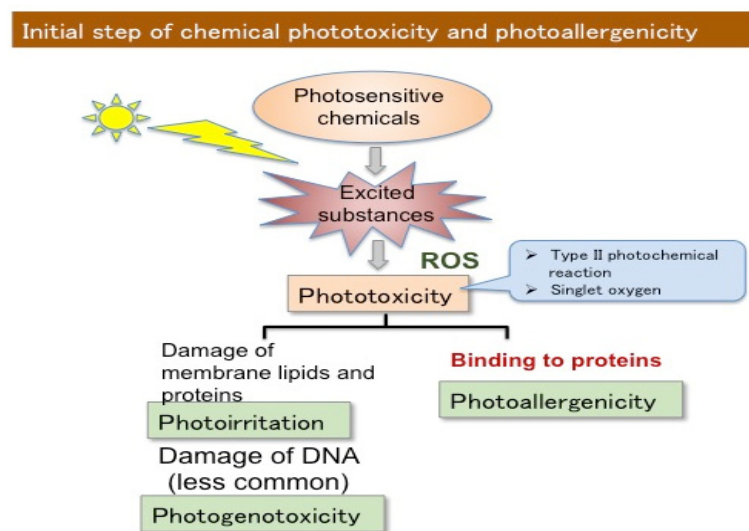 Initial step of chemical phototoxicity and photoallergenicity
Photosensitive
chemicals
Excited
substances
ROS
➢ Type II photochemical
reaction
➢ Singlet oxygen
Phototoxicity
Damage of
membrane lipids and
proteins
Photoirritation
Damage of DNA
(less common)
Photogenotoxicity
Binding to proteins
Photoallergenicity